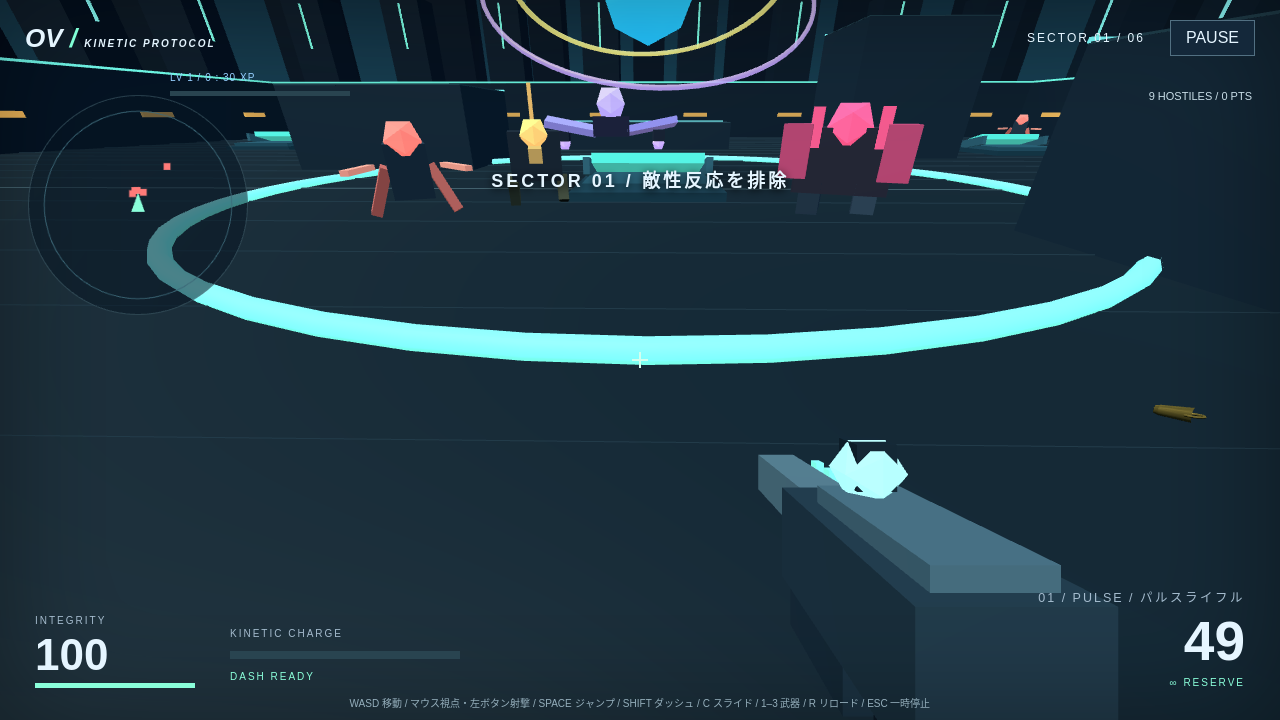 OV / KINETIC PROTOCOL
SECTOR 01 / 06
PAUSE
LV 1 / 8 : 30 XP
9 HOSTILES / 0 PTS
SECTOR 01 / 敵性反応を排除
01 / PULSE / パルスライフル
INTEGRITY
100
KINETIC CHARGE
DASH READY
49
∞ RESERVE
WASD 移動 / マウス視点・左ボタン射撃 / SPACE ジャンプ / SHIFT ダッシュ / C スライド / 1–3 武器 / R リロード / ESC 一時停止